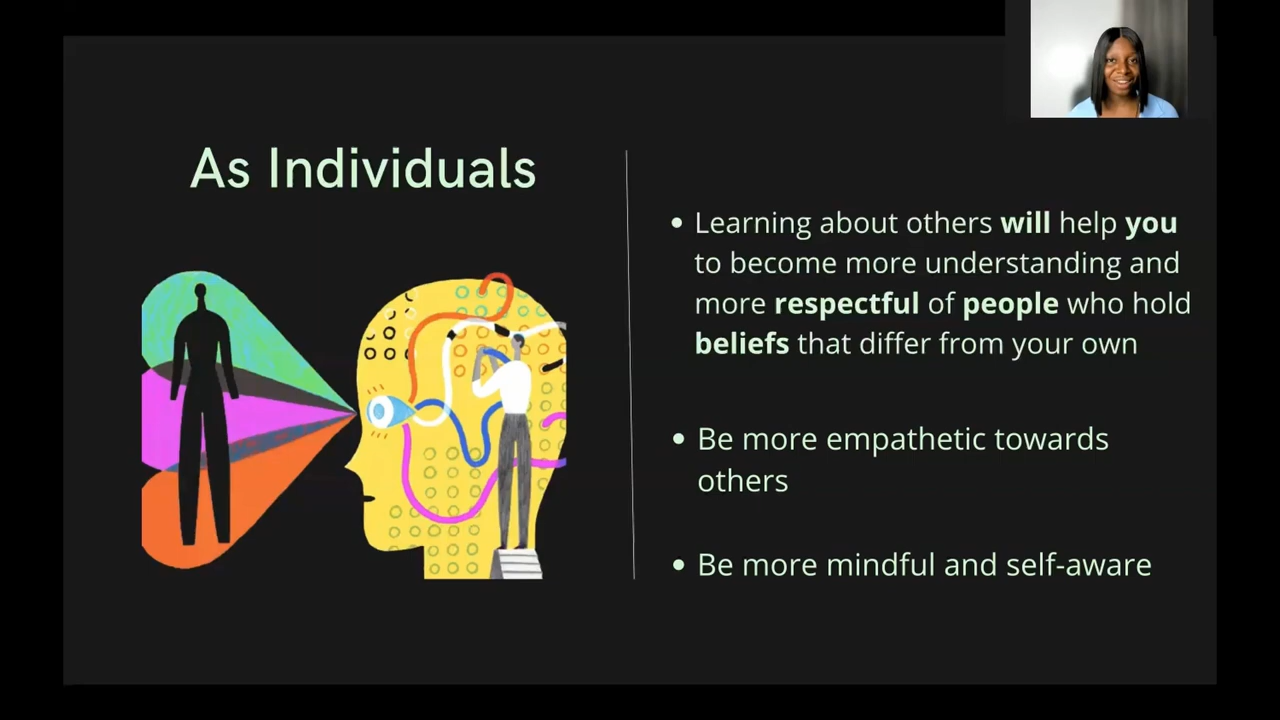 As Individuals
• Learning about others will help you
to become more understanding and
more respectful of people who hold
beliefs that differ from your own
• Be more empathetic towards
others
• Be more mindful and self-aware